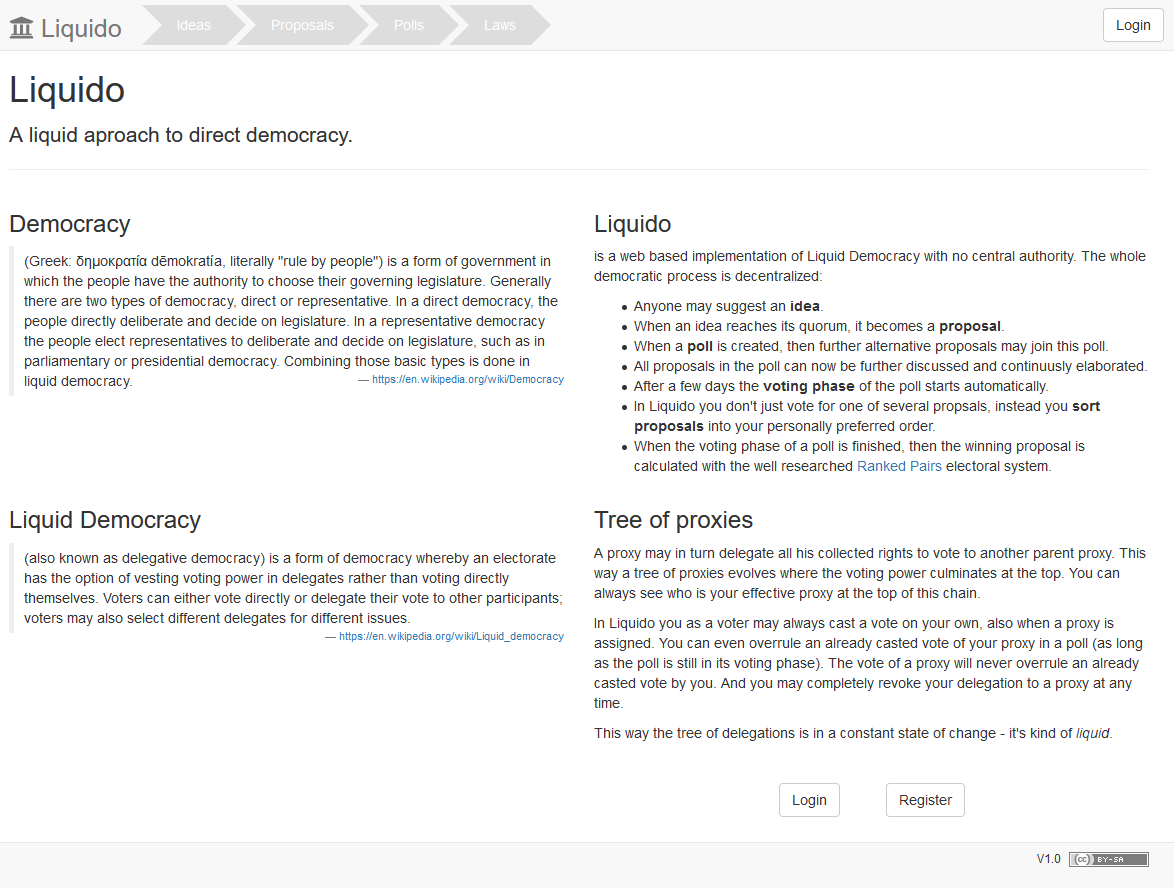 Liquido
Ideas
Proposals
Polls
Laws
Login
Liquido
A liquid aproach to direct democracy.
Democracy
(Greek: δημοκρατία dēmokratía, literally "rule by people") is a form of government in
which the people have the authority to choose their governing legislature. Generally
there are two types of democracy, direct or representative. In a direct democracy, the
people directly deliberate and decide on legislature. In a representative democracy
the people elect representatives to deliberate and decide on legislature, such as in
parliamentary or presidential democracy. Combining those basic types is done in
liquid democracy.
— https://en.wikipedia.org/wiki/Democracy
Liquido
is a web based implementation of Liquid Democracy with no central authority. The whole
democratic process is decentralized:
• Anyone may suggest an idea.
• When an idea reaches its quorum, it becomes a proposal.
• When a poll is created, then further alternative proposals may join this poll.
• All proposals in the poll can now be further discussed and continuusly elaborated.
• After a few days the voting phase of the poll starts automatically.
• In Liquido you don't just vote for one of several propsals, instead you sort
proposals into your personally preferred order.
• When the voting phase of a poll is finished, then the winning proposal is
calculated with the well researched Ranked Pairs electoral system.
Liquid Democracy
(also known as delegative democracy) is a form of democracy whereby an electorate
has the option of vesting voting power in delegates rather than voting directly
themselves. Voters can either vote directly or delegate their vote to other participants;
voters may also select different delegates for different issues.
— https://en.wikipedia.org/wiki/Liquid_democracy
Tree of proxies
A proxy may in turn delegate all his collected rights to vote to another parent proxy. This
way a tree of proxies evolves where the voting power culminates at the top. You can
always see who is your effective proxy at the top of this chain.
In Liquido you as a voter may always cast a vote on your own, also when a proxy is
assigned. You can even overrule an already casted vote of your proxy in a poll (as long
as the poll is still in its voting phase). The vote of a proxy will never overrule an already
casted vote by you. And you may completely revoke your delegation to a proxy at any
time.
This way the tree of delegations is in a constant state of change - it's kind of liquid.
Login
Register
V1.0
cc BY-SA